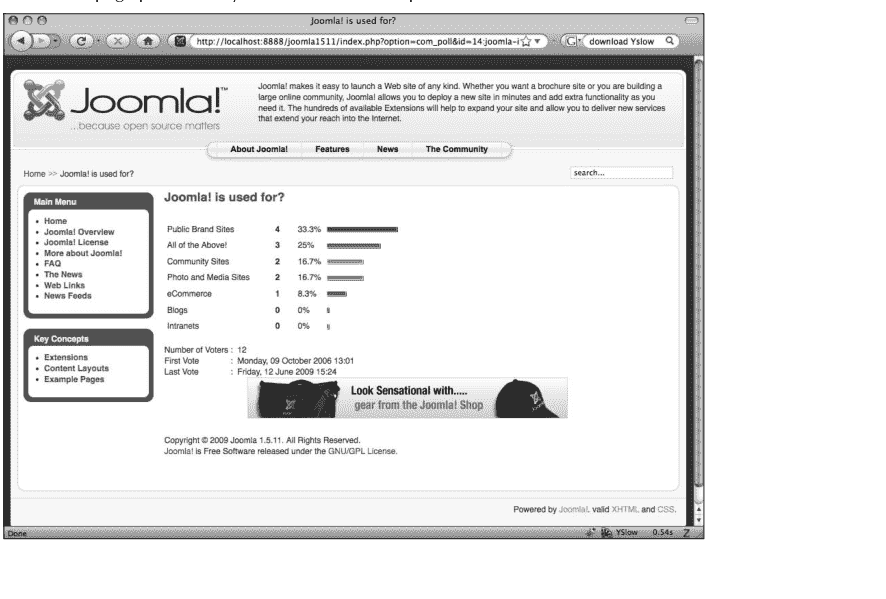 Joomla! is used for?
http://localhost:8888/joomla1511/index.php?option=com_poll&id=14:joomla-i
download Yslow
Joomla!™
...because open source matters
Joomla! makes it easy to launch a Web site of any kind. Whether you want a brochure site or you are building a
large online community, Joomla! allows you to deploy a new site in minutes and add extra functionality as you
need it. The hundreds of available Extensions will help to expand your site and allow you to deliver new services
that extend your reach into the Internet.
About Joomla! Features News The Community
Home >> Joomla! is used for?
search...
Main Menu
Home
Joomla! Overview
Joomla! License
More about Joomla!
FAQ
The News
Web Links
News Feeds
Key Concepts
Extensions
Content Layouts
Example Pages
Joomla! is used for?
Public Brand Sites 4 33.3%
All of the Above! 3 25%
Community Sites 2 16.7%
Photo and Media Sites 2 16.7%
eCommerce 1 8.3%
Blogs 0 0%
Intranets 0 0%
Number of Voters : 12
First Vote : Monday, 09 October 2006 13:01
Last Vote : Friday, 12 June 2009 15:24
Look Sensational with.....
gear from the Joomla! Shop
Copyright © 2009 Joomla 1.5.11. All Rights Reserved.
Joomla! is Free Software released under the GNU/GPL License.
Powered by Joomla!. valid XHTML and CSS.
Done
YSlow 0.54s